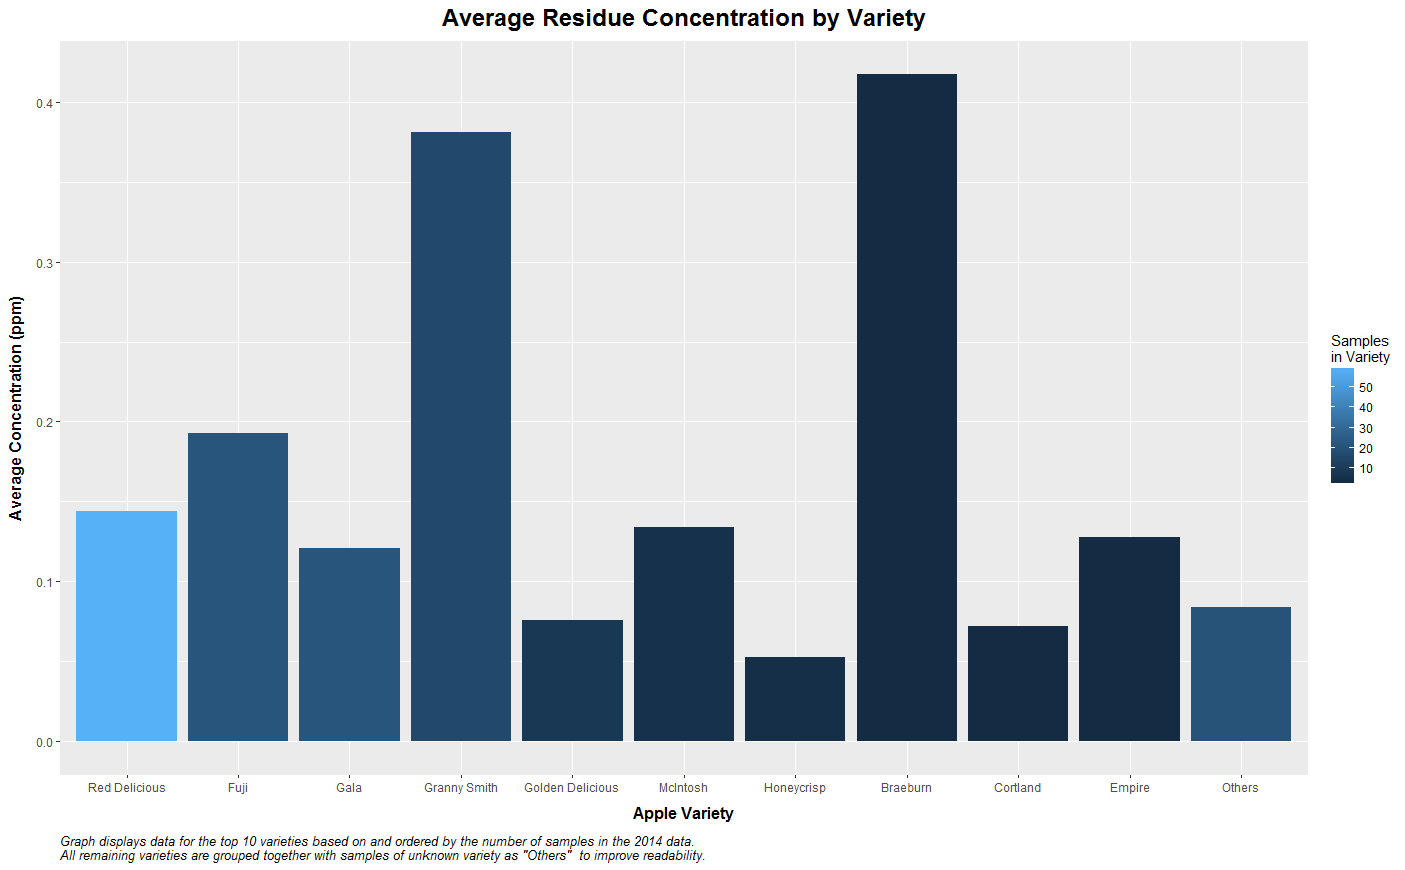 Average Residue Concentration by Variety
Average Concentration (ppm)
0.4
0.3
0.2
0.1
0.0
Red Delicious Fuji Gala Granny Smith Golden Delicious McIntosh Honeycrisp Braeburn Cortland Empire Others
Apple Variety
Samples
in Variety
50
40
30
20
10
Graph displays data for the top 10 varieties based on and ordered by the number of samples in the 2014 data.
All remaining varieties are grouped together with samples of unknown variety as "Others"  to improve readability.